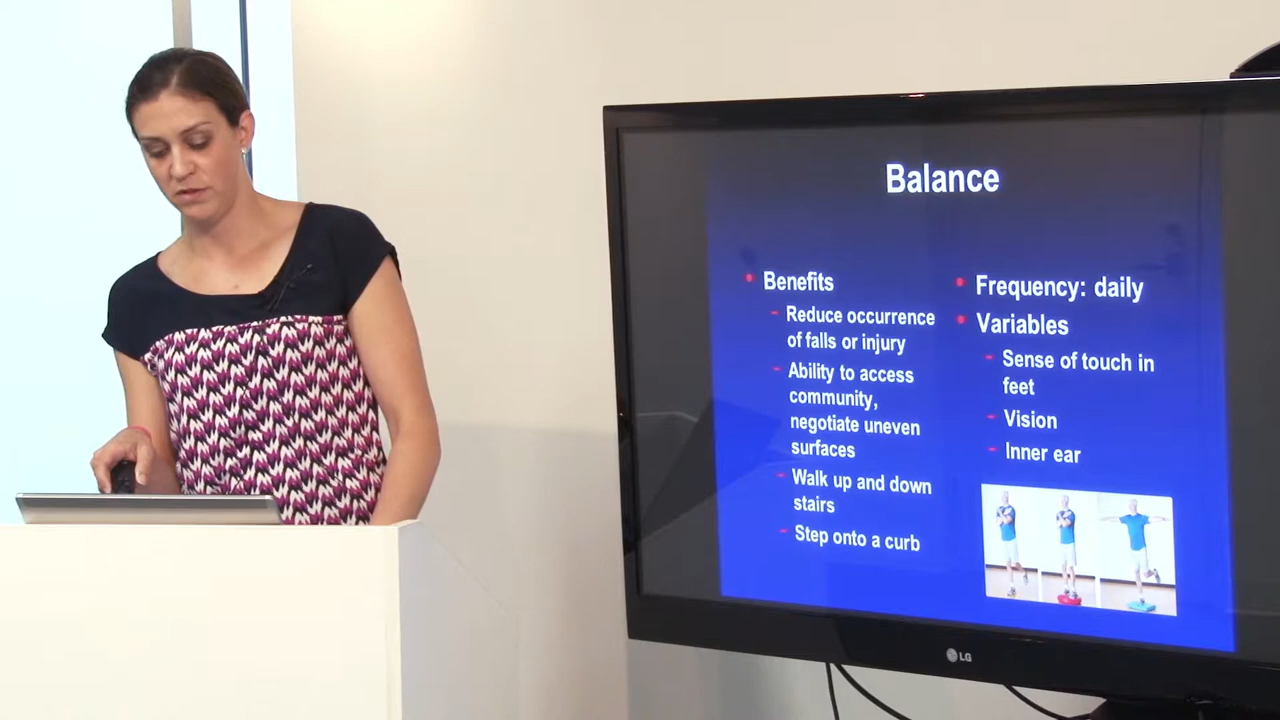 Balance
Benefits
- Reduce occurrence
of falls or injury
- Ability to access
community,
negotiate uneven
surfaces
- Walk up and down
stairs
- Step onto a curb
Frequency: daily
Variables
- Sense of touch in
feet
- Vision
- Inner ear
LG